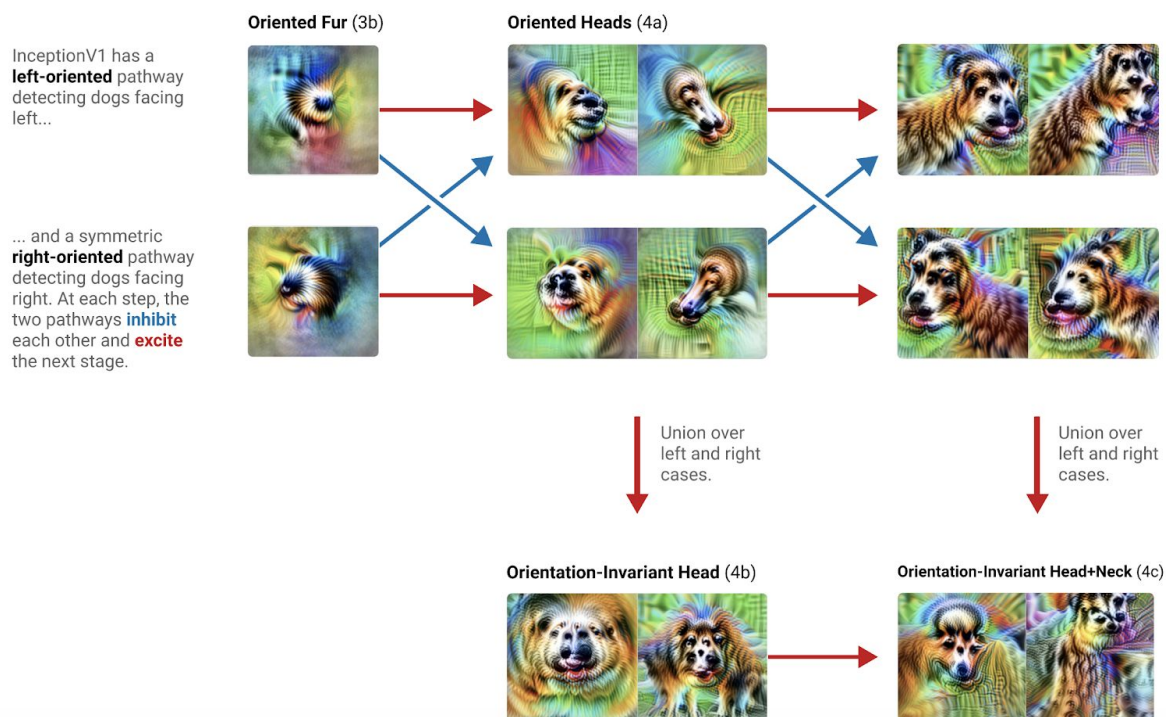 Oriented Fur (3b)
Oriented Heads (4a)
InceptionV1 has a
left-oriented pathway
detecting dogs facing
left...
... and a symmetric
right-oriented pathway
detecting dogs facing
right. At each step, the
two pathways inhibit
each other and excite
the next stage.
Union over
left and right
cases.
Union over
left and right
cases.
Orientation-Invariant Head (4b)
Orientation-Invariant Head+Neck (4c)